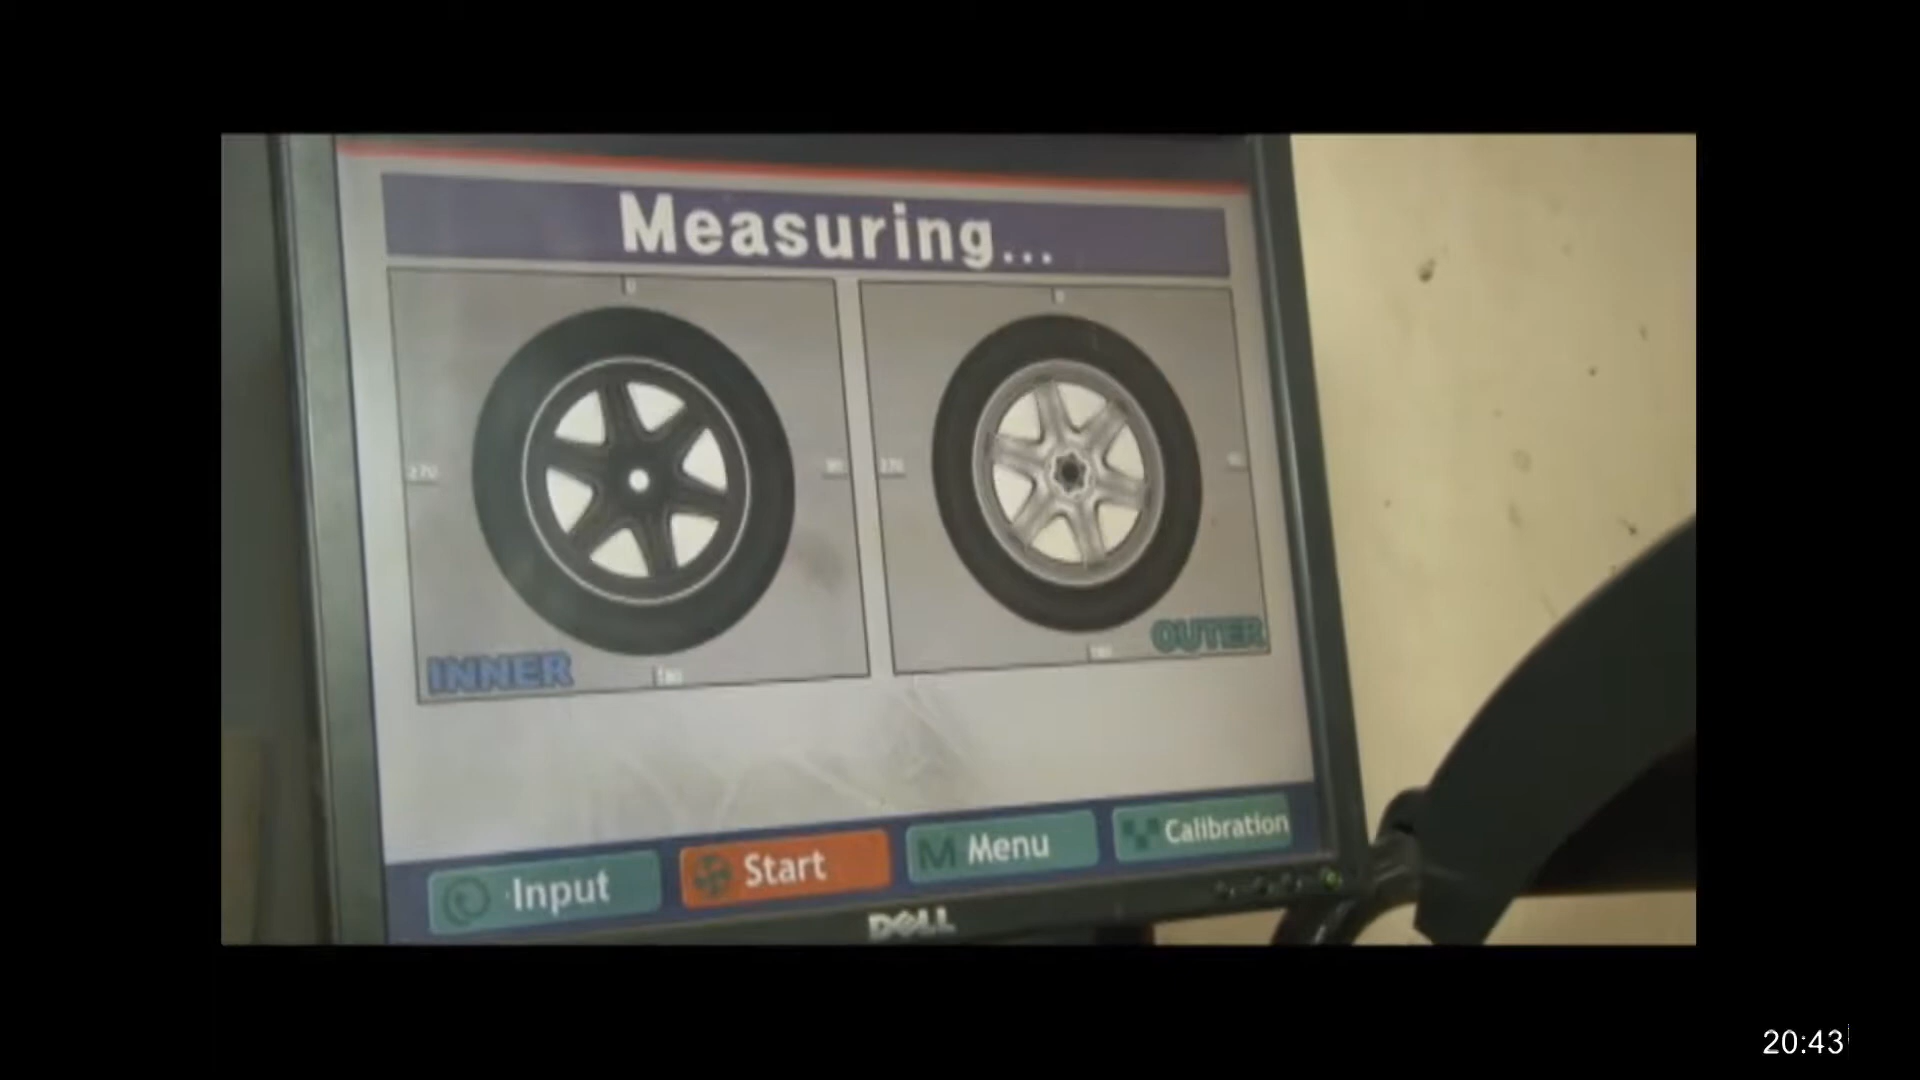 Measuring...
0
0
270
90
270
90
INNER
180
180
OUTER
Input
Start
M Menu
Calibration
DELL
20:43